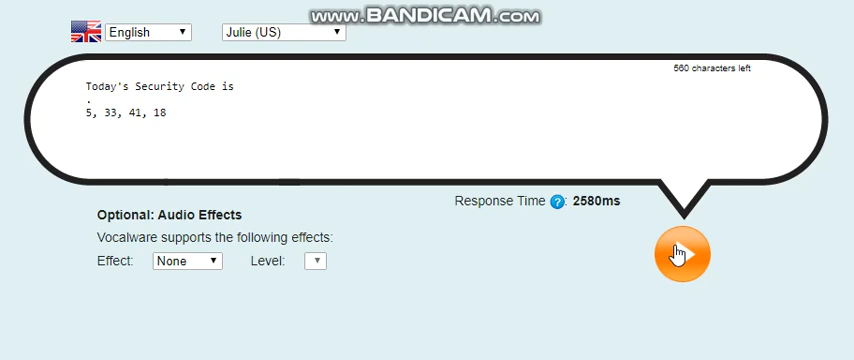 www.BANDICAM.com
English Julie (US)
560 characters left
Today's Security Code is
.
5, 33, 41, 18
Response Time ?: 2580ms
Optional: Audio Effects
Vocalware supports the following effects:
Effect: None Level: